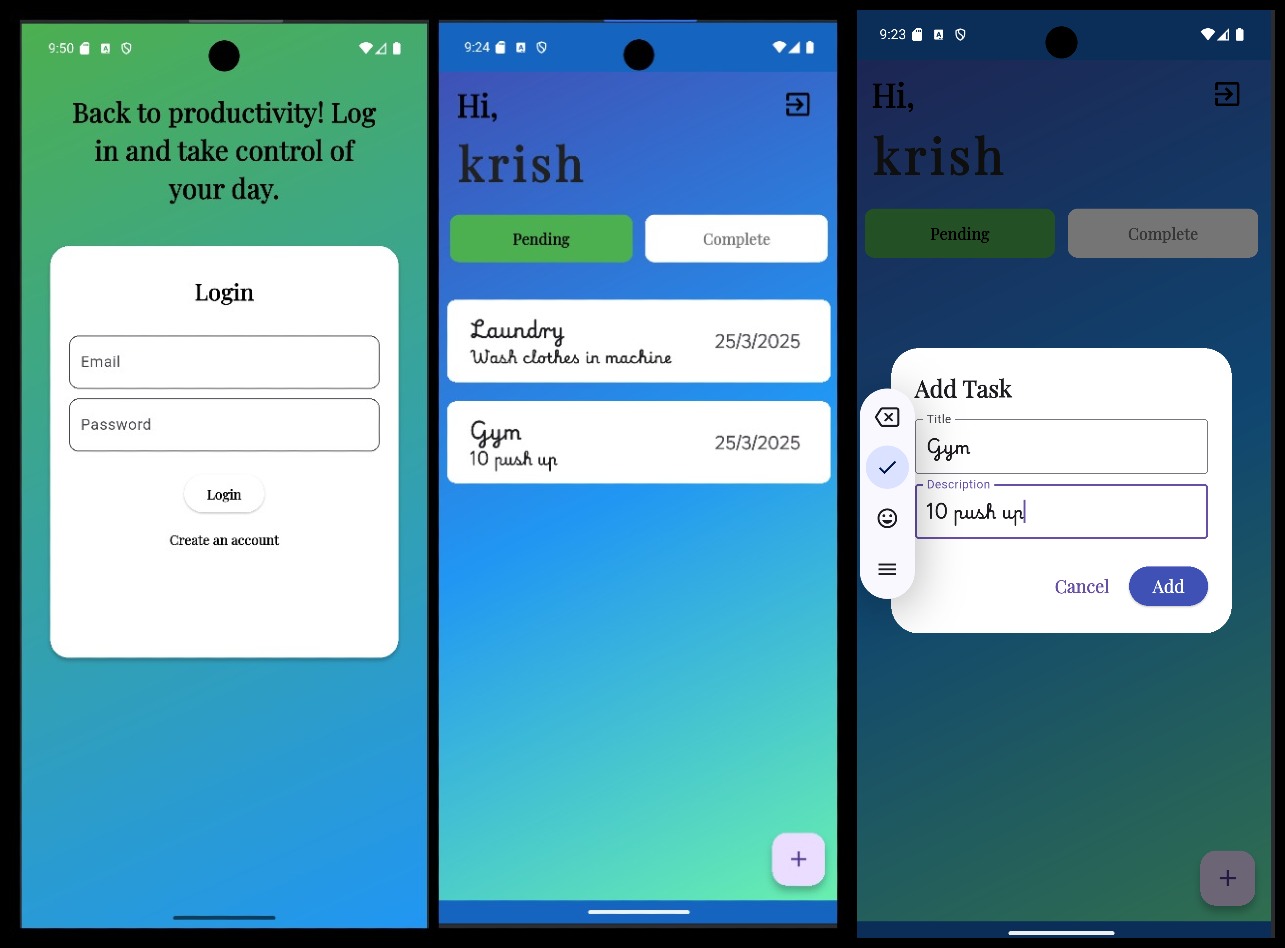 9:50
Back to productivity! Log
in and take control of
your day.
Login
Email
Password
Login
Create an account
9:24
Hi,
krish
Pending Complete
Laundry
Wash clothes in machine
25/3/2025
Gym
10 push up
25/3/2025
+
9:23
Hi,
krish
Pending Complete
Add Task
Title
Gym
Description
10 push up
Cancel Add
+